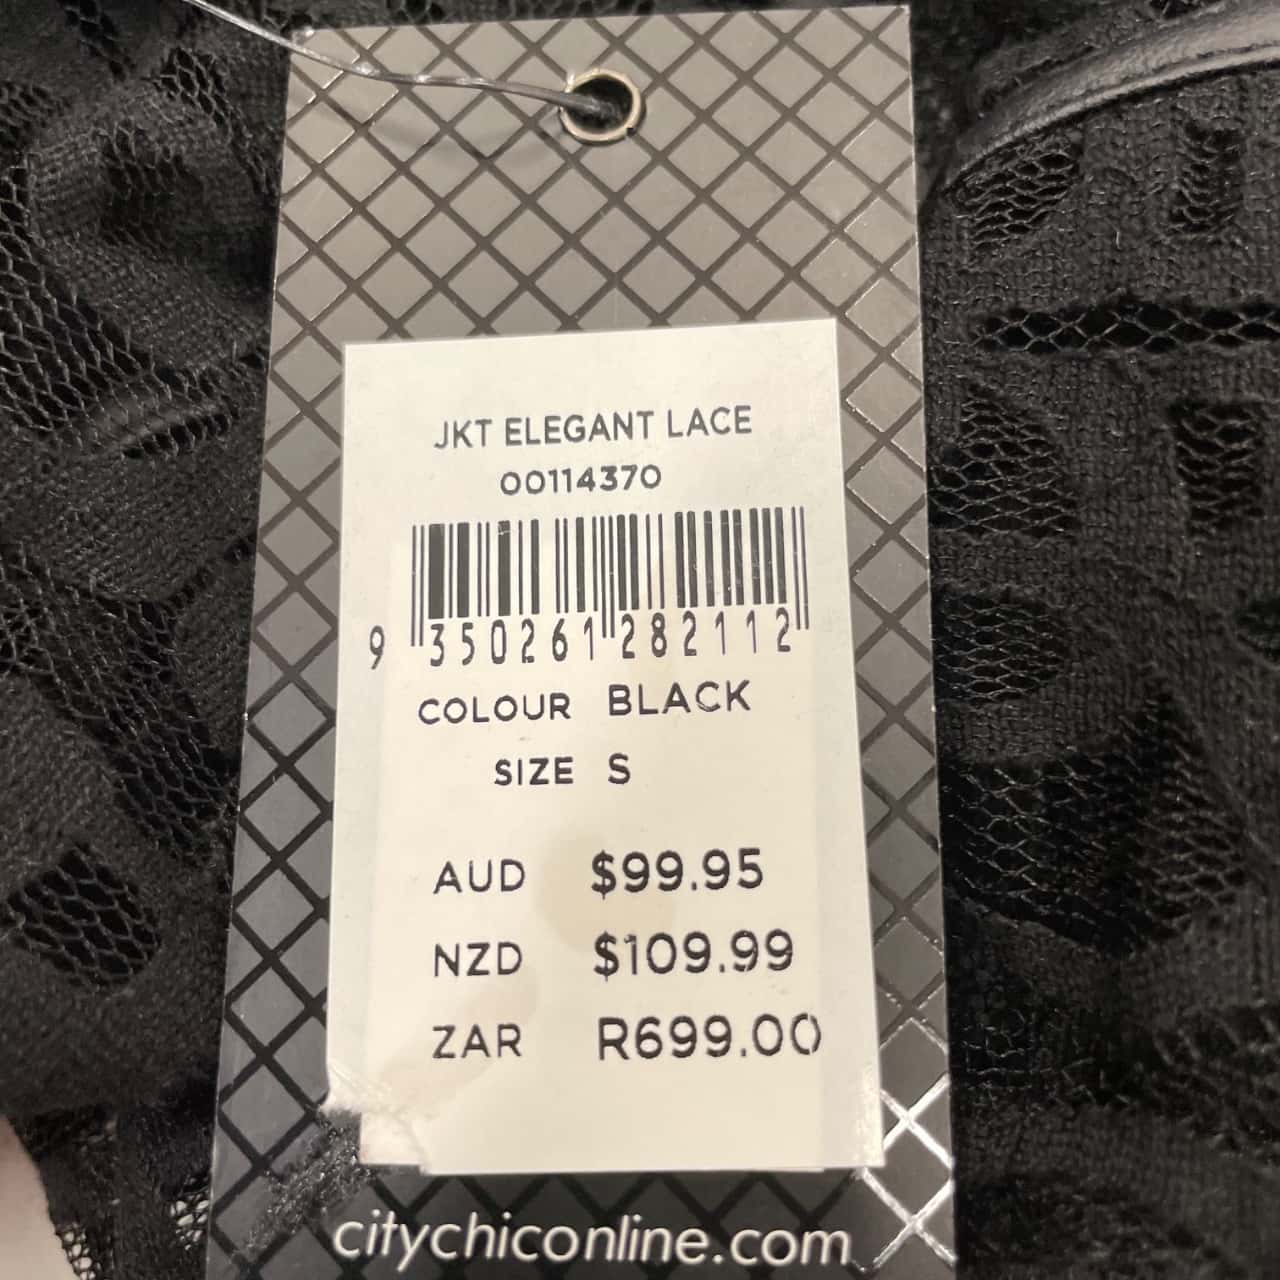 JKT ELEGANT LACE
00114370
9 350261 282112
COLOUR BLACK
SIZE S
AUD $99.95
NZD $109.99
ZAR R699.00
citychiconline.com